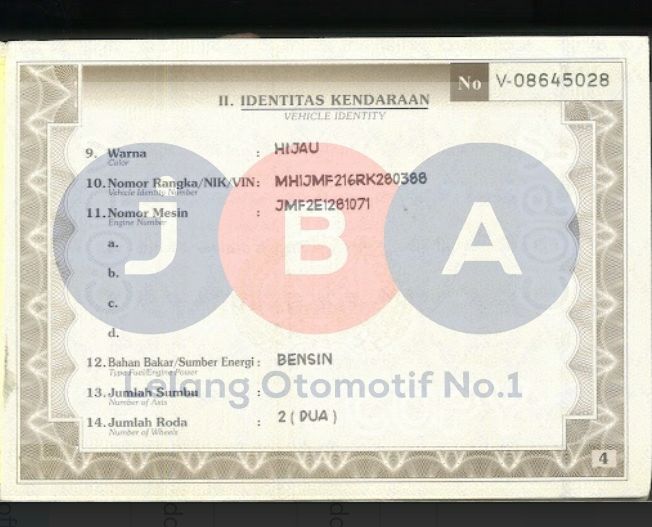 No V-08645028
II. IDENTITAS KENDARAAN
VEHICLE IDENTITY
9. Warna : HIJAU
Color
10. Nomor Rangka/NIK/VIN : MH1JMF216RK280388
Vehicle Identity Number
11. Nomor Mesin : JMF2E1281071
Engine Number
a.
b.
c.
d.
JBA
12. Bahan Bakar/Sumber Energi : BENSIN
Type Fuel/Engine Power
Lelang Otomotif No.1
13. Jumlah Sumbu :
Number of Axis
14. Jumlah Roda : 2 ( DUA )
Number of Wheels
4